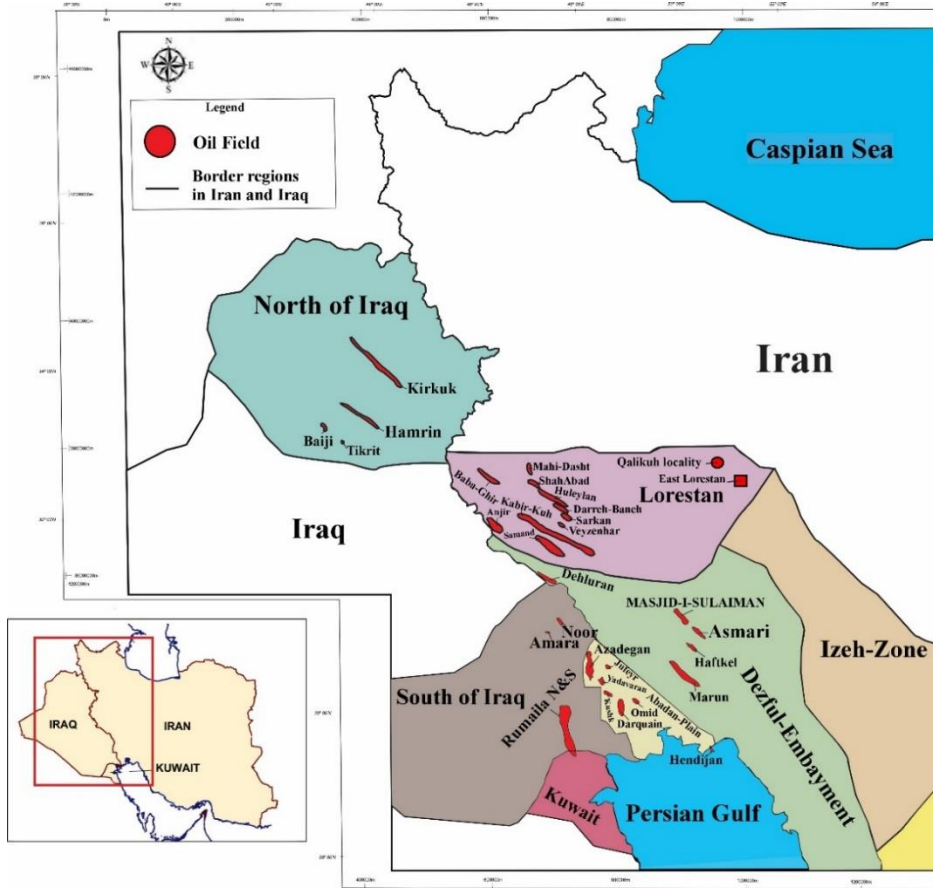 N
W
E
S
Legend
Oil Field
Border regions
in Iran and Iraq
Caspian Sea
North of Iraq
Kirkuk
Hamrin
Baiji
Tikrit
Iran
Iraq
Mahi-Dasht
Qalikuh locality
ShahAbad
East Lorestan
Baba-Ghir
Huleylan
Lorestan
Kabir-Kuh
Darreh-Baneh
Anjir
Sarkan
Samand
Veyzenhar
Dehluran
MASJID-I-SULAIMAN
Noor
Asmari
Amara
Azadegan
Haftkel
Izeh-Zone
Jufeyr
South of Iraq
Yadavaran
Marun
Rumaila N&S
Kushk
Omid
Abadan-Plain
Darquain
Dezful-Embayment
Hendijan
Kuwait
Persian Gulf
IRAQ
IRAN
KUWAIT